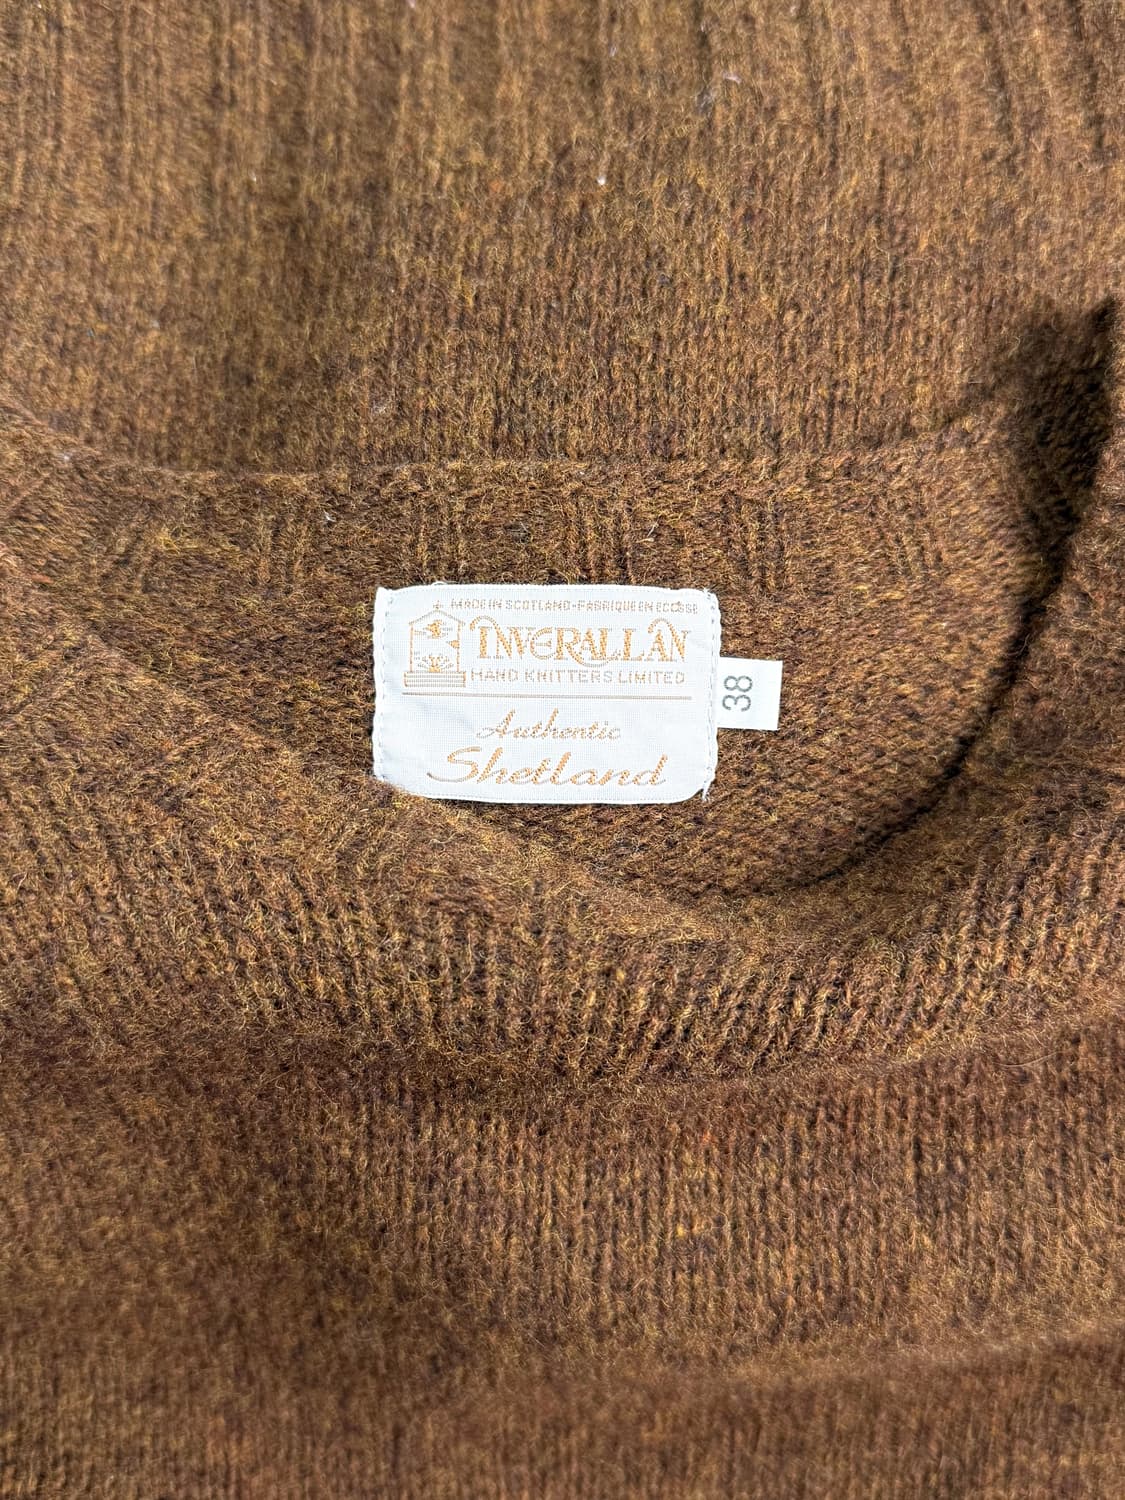 MADE IN SCOTLAND-FABRIQUE EN ECOSSE
INVERALLAN
HAND KNITTERS LIMITED
Authentic
Shetland
38